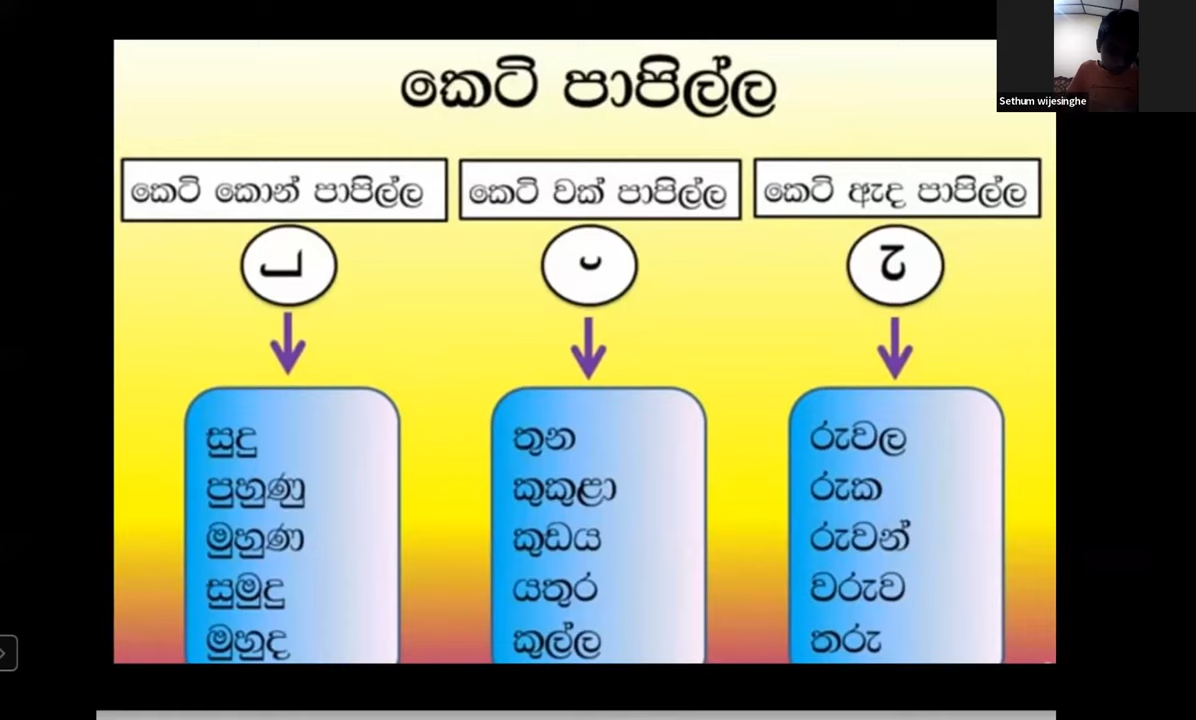 කෙටි පාපිල්ල
Sethum wijesinghe
කෙටි කොන් පාපිල්ල
කෙටි වක් පාපිල්ල
කෙටි ඇද පාපිල්ල
සුදු
පුහුණු
මුහුණ
සුමුදු
මුහුද
තුන
කුකුළා
කුඩය
යතුර
කුල්ල
රුවල
රුක
රුවන්
වරුව
තරු